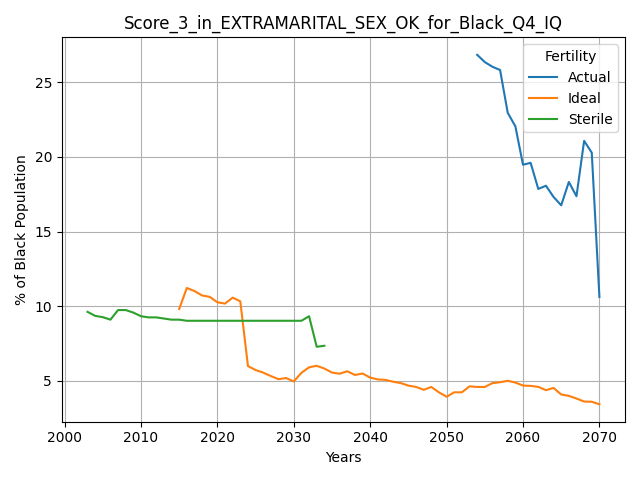 Score_3_in_EXTRAMARITAL_SEX_OK_for_Black_Q4_IQ
Fertility
Actual
Ideal
Sterile
% of Black Population
25
20
15
10
5
2000 2010 2020 2030 2040 2050 2060 2070
Years